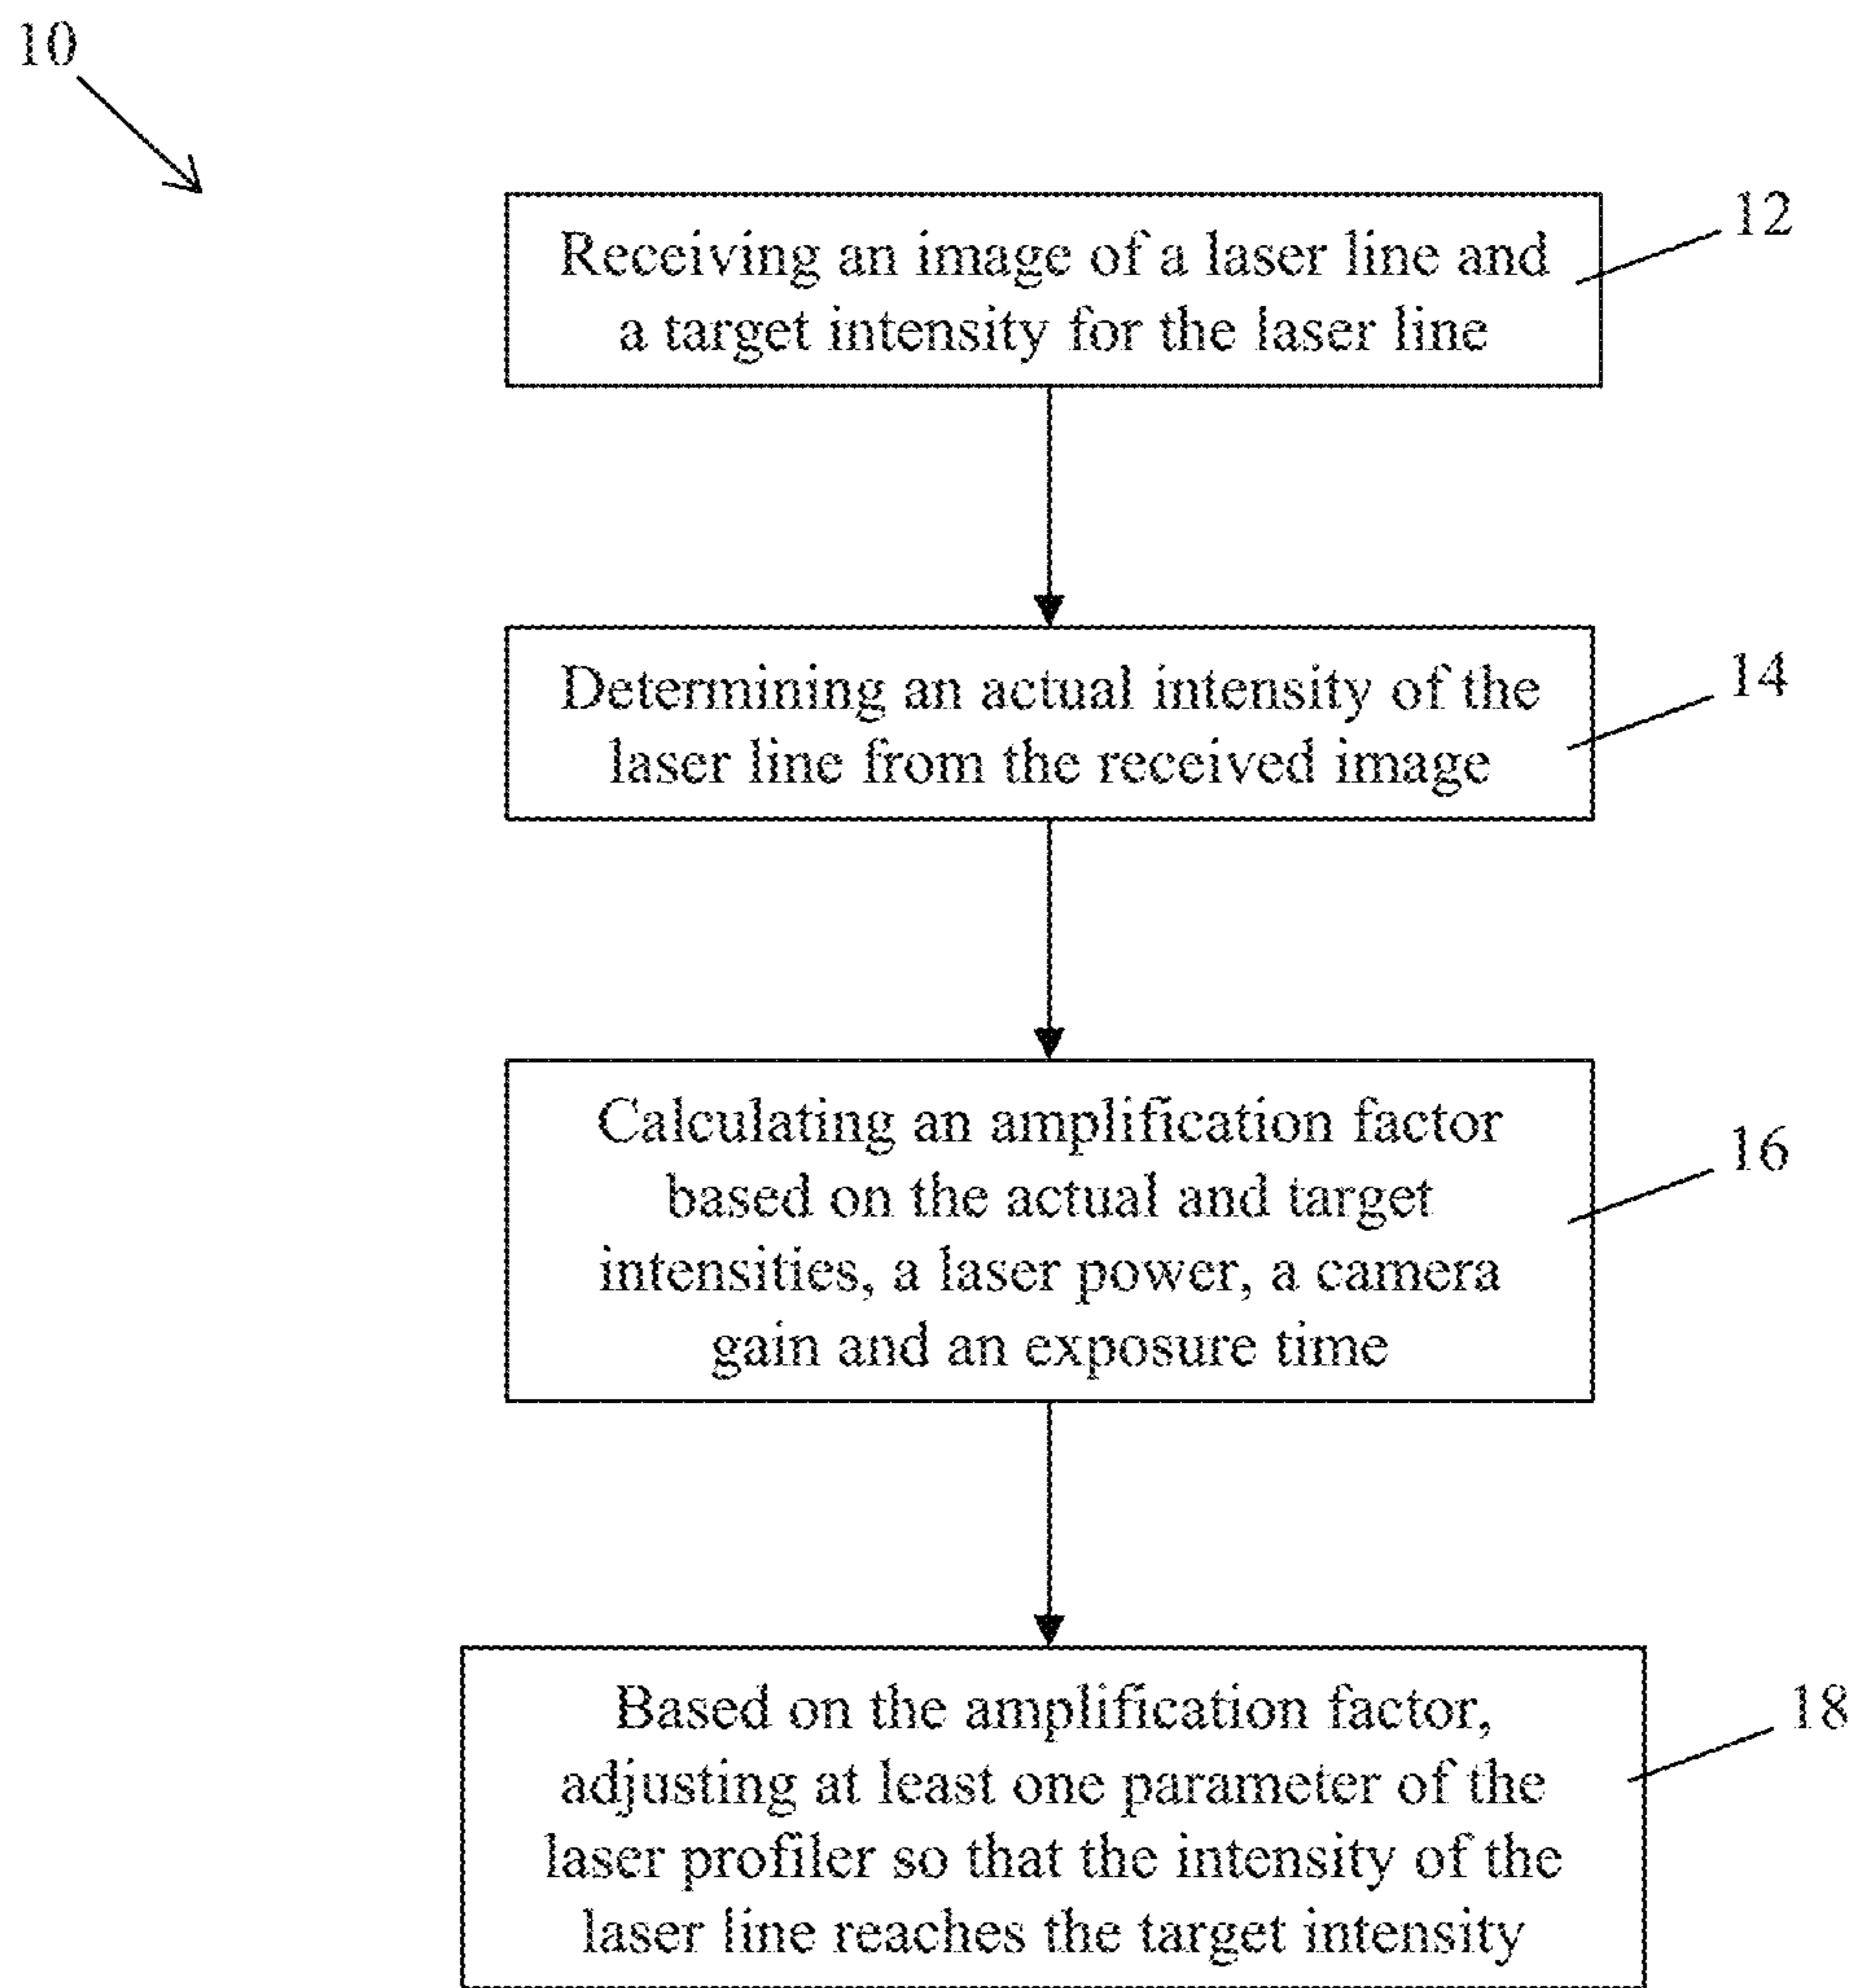 10
12
Receiving an image of a laser line and
a target intensity for the laser line
14
Determining an actual intensity of the
laser line from the received image
16
Calculating an amplification factor
based on the actual and target
intensities, a laser power, a camera
gain and an exposure time
18
Based on the amplification factor,
adjusting at least one parameter of the
laser profiler so that the intensity of the
laser line reaches the target intensity